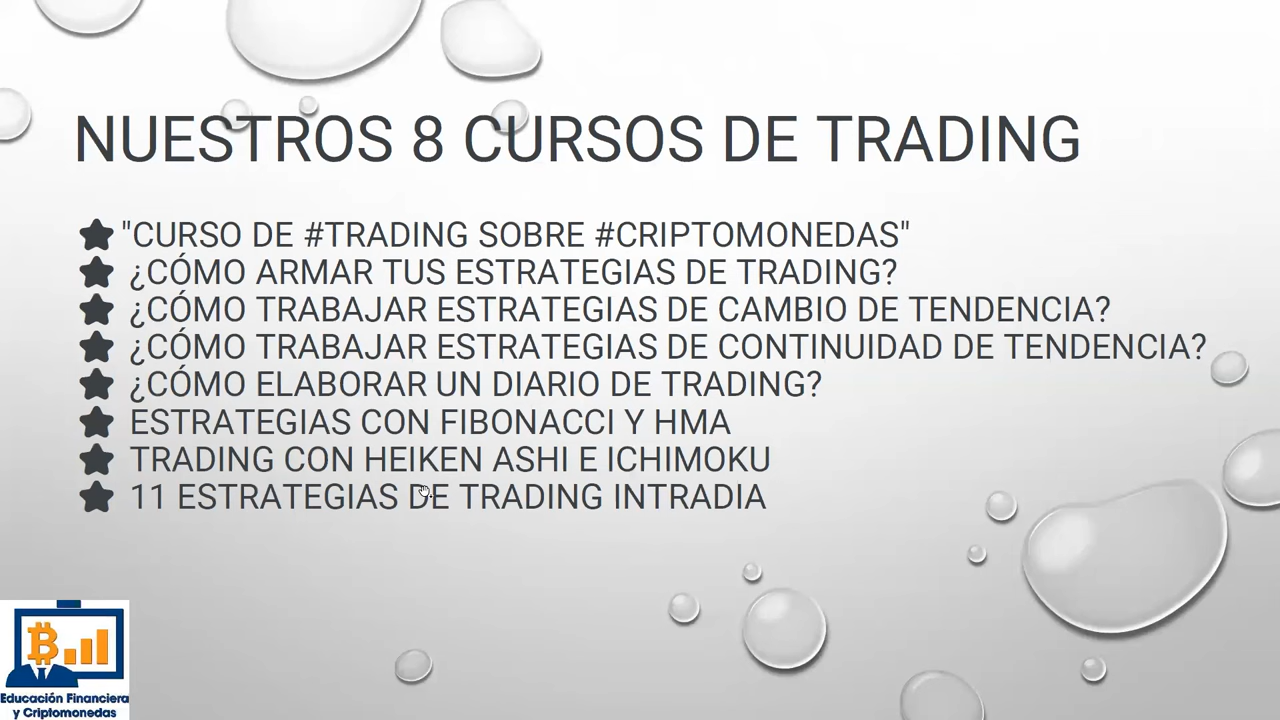 NUESTROS 8 CURSOS DE TRADING
"CURSO DE #TRADING SOBRE #CRIPTOMONEDAS"
¿CÓMO ARMAR TUS ESTRATEGIAS DE TRADING?
¿CÓMO TRABAJAR ESTRATEGIAS DE CAMBIO DE TENDENCIA?
¿CÓMO TRABAJAR ESTRATEGIAS DE CONTINUIDAD DE TENDENCIA?
¿CÓMO ELABORAR UN DIARIO DE TRADING?
ESTRATEGIAS CON FIBONACCI Y HMA
TRADING CON HEIKEN ASHI E ICHIMOKU
11 ESTRATEGIAS DE TRADING INTRADIA
Educación Financiera
y Criptomonedas